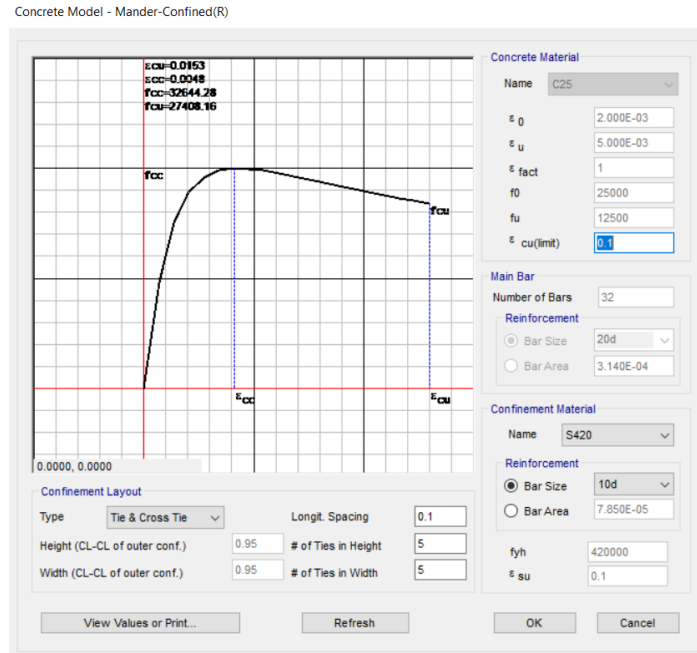 Concrete Model - Mander-Confined(R)
εcu=0.0153
εcc=0.0048
fcc=32644.28
fcu=27408.16
fcc
fcu
εcc
εcu
0.0000, 0.0000
Concrete Material
Name C25
ε 0 2.000E-03
ε u 5.000E-03
ε fact 1
f0 25000
fu 12500
ε cu(limit) 0.1
Main Bar
Number of Bars 32
Reinforcement
Bar Size 20d
Bar Area 3.140E-04
Confinement Material
Name S420
Reinforcement
Bar Size 10d
Bar Area 7.850E-05
fyh 420000
ε su 0.1
Confinement Layout
Type Tie & Cross Tie Longit. Spacing 0.1
Height (CL-CL of outer conf.) 0.95 # of Ties in Height 5
Width (CL-CL of outer conf.) 0.95 # of Ties in Width 5
View Values or Print... Refresh OK Cancel